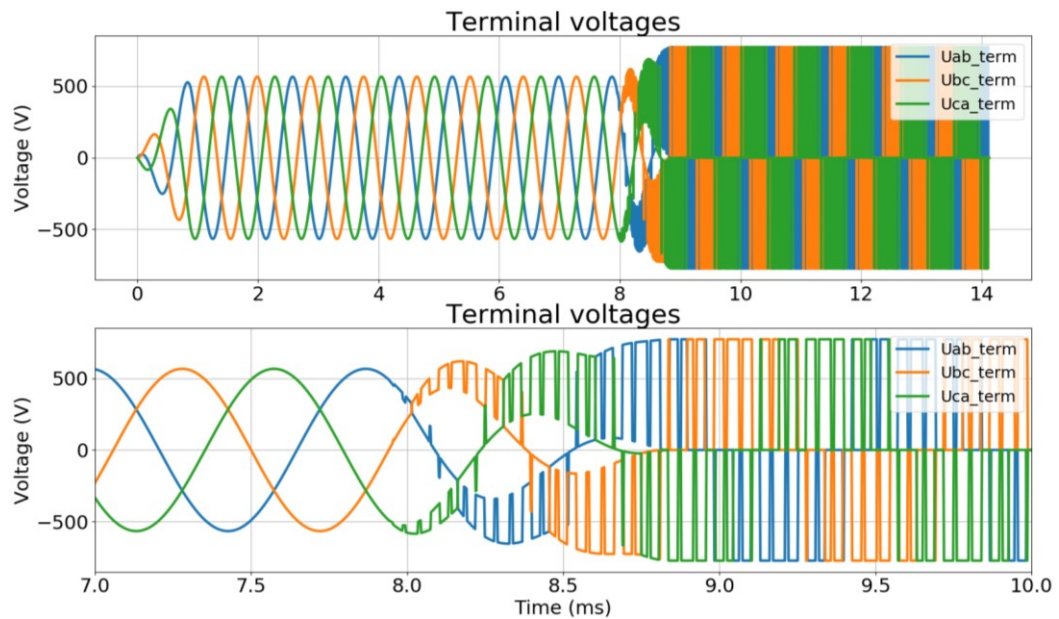 Terminal voltages
Voltage (V)
500
0
−500
Uab_term
Ubc_term
Uca_term
0 2 4 6 8 10 12 14
Terminal voltages
Voltage (V)
500
0
−500
Uab_term
Ubc_term
Uca_term
7.0 7.5 8.0 8.5 9.0 9.5 10.0
Time (ms)